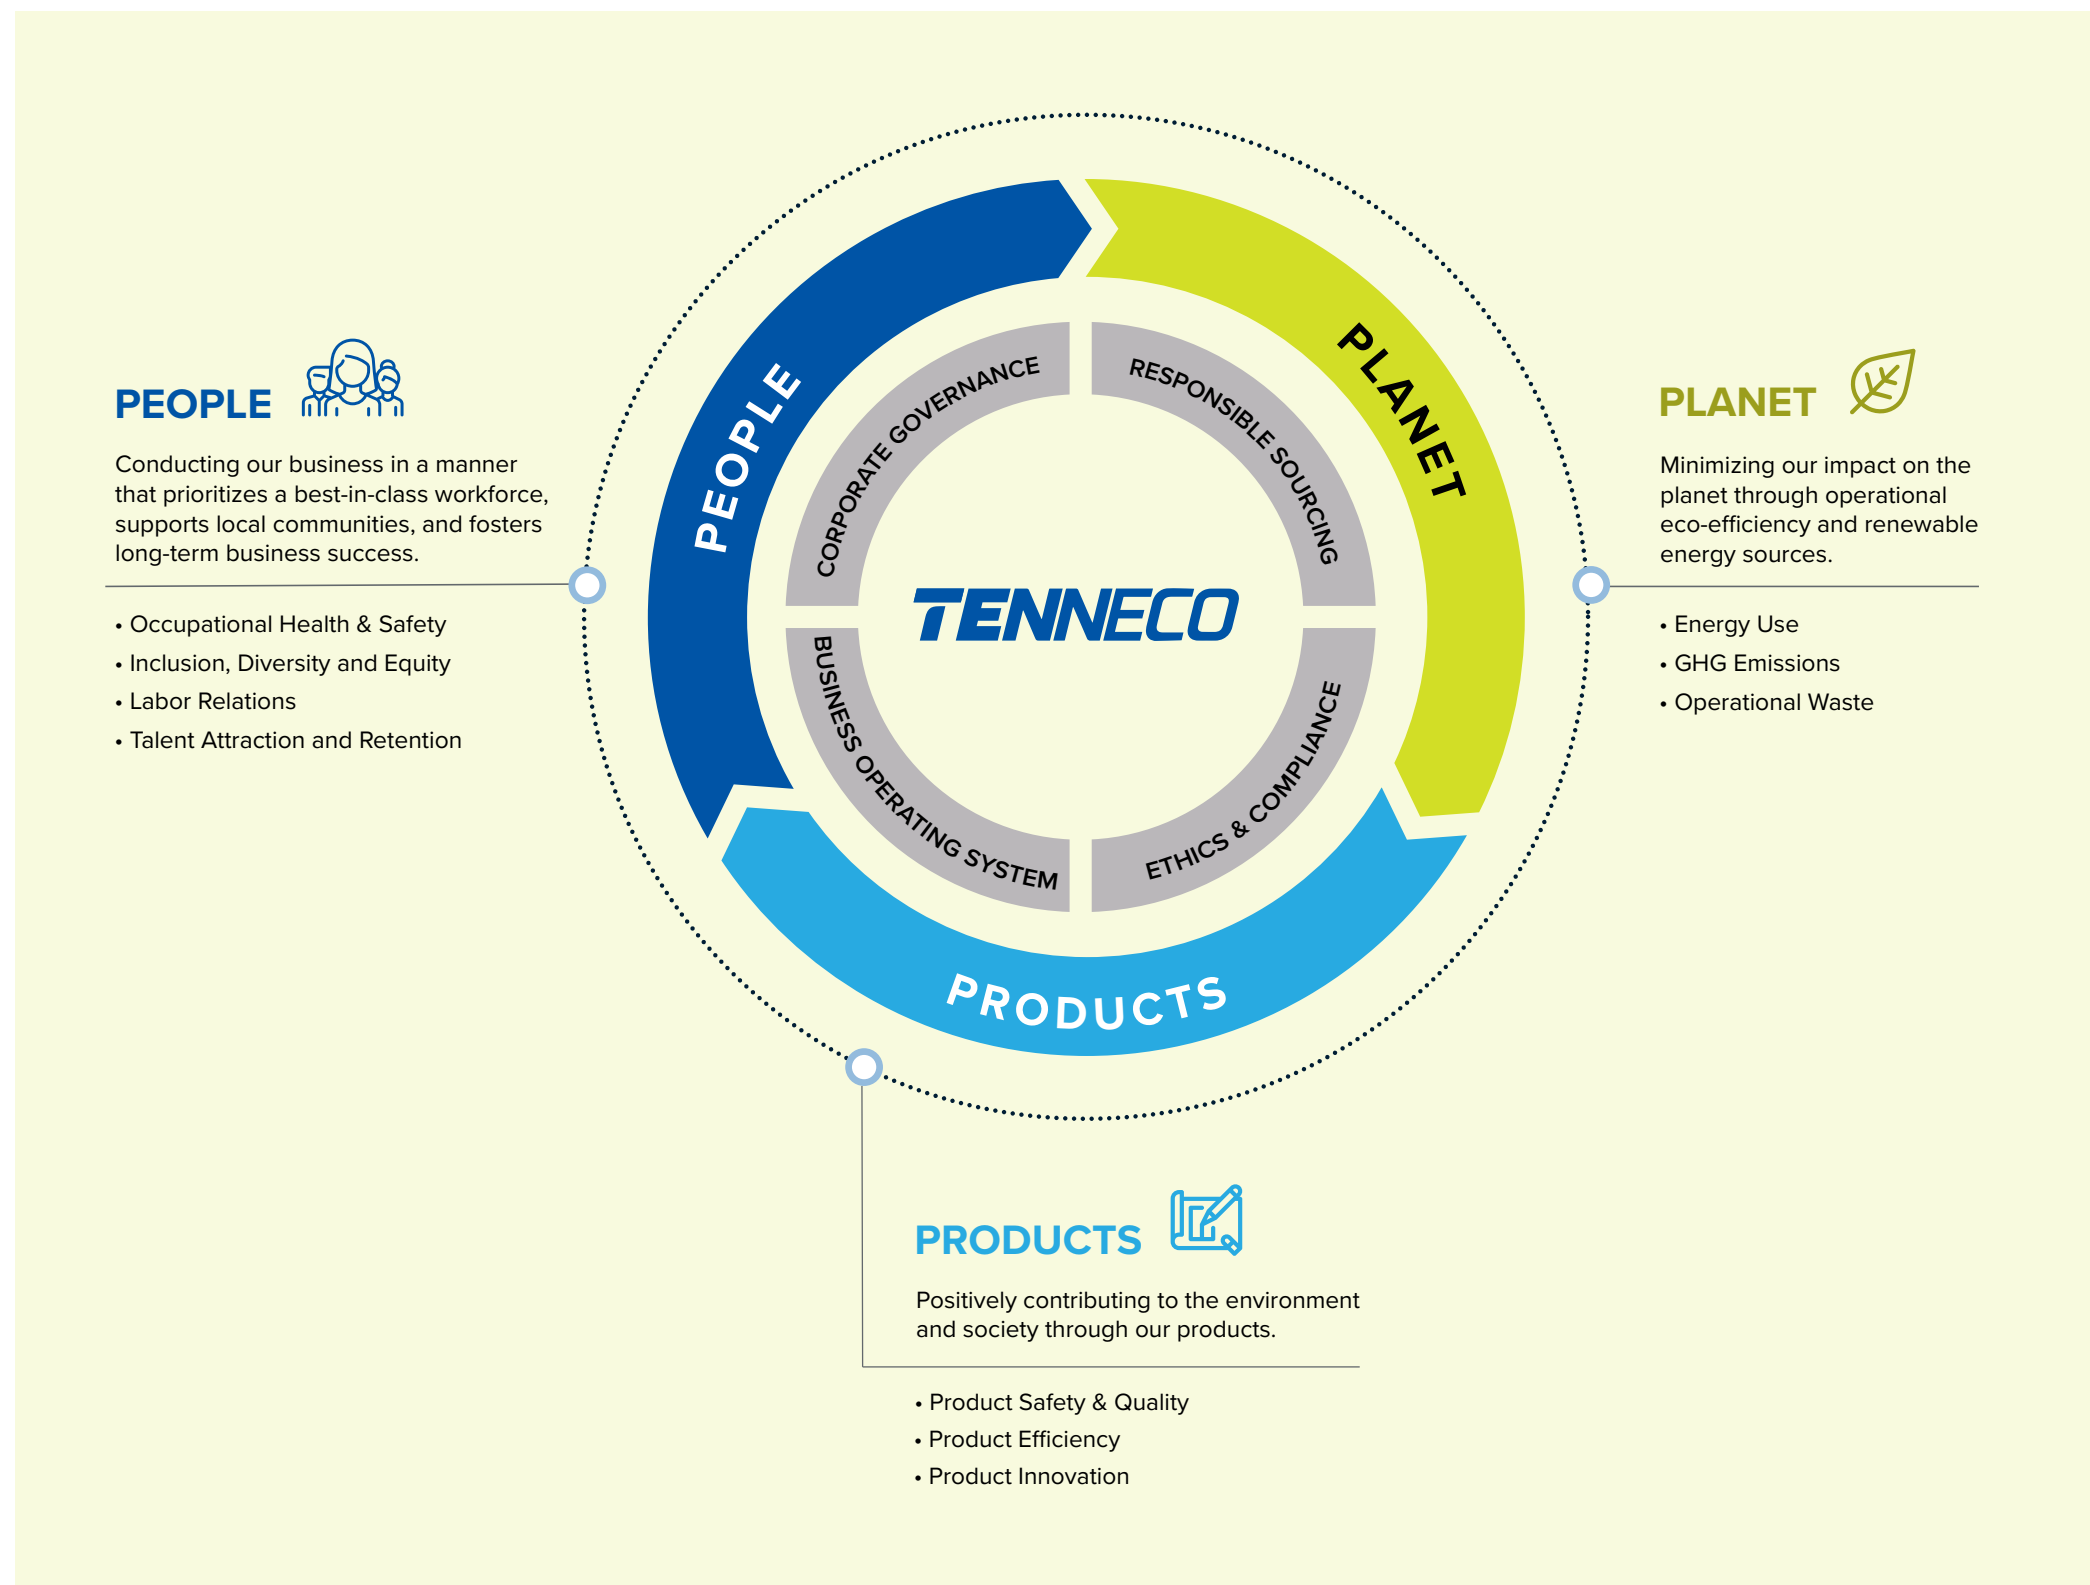 PEOPLE
Conducting our business in a manner
that prioritizes a best-in-class workforce,
supports local communities, and fosters
long-term business success.
• Occupational Health & Safety
• Inclusion, Diversity and Equity
• Labor Relations
• Talent Attraction and Retention
PEOPLE
PLANET
PRODUCTS
CORPORATE GOVERNANCE
RESPONSIBLE SOURCING
BUSINESS OPERATING SYSTEM
ETHICS & COMPLIANCE
TENNECO
PLANET
Minimizing our impact on the
planet through operational
eco-efficiency and renewable
energy sources.
• Energy Use
• GHG Emissions
• Operational Waste
PRODUCTS
Positively contributing to the environment
and society through our products.
• Product Safety & Quality
• Product Efficiency
• Product Innovation